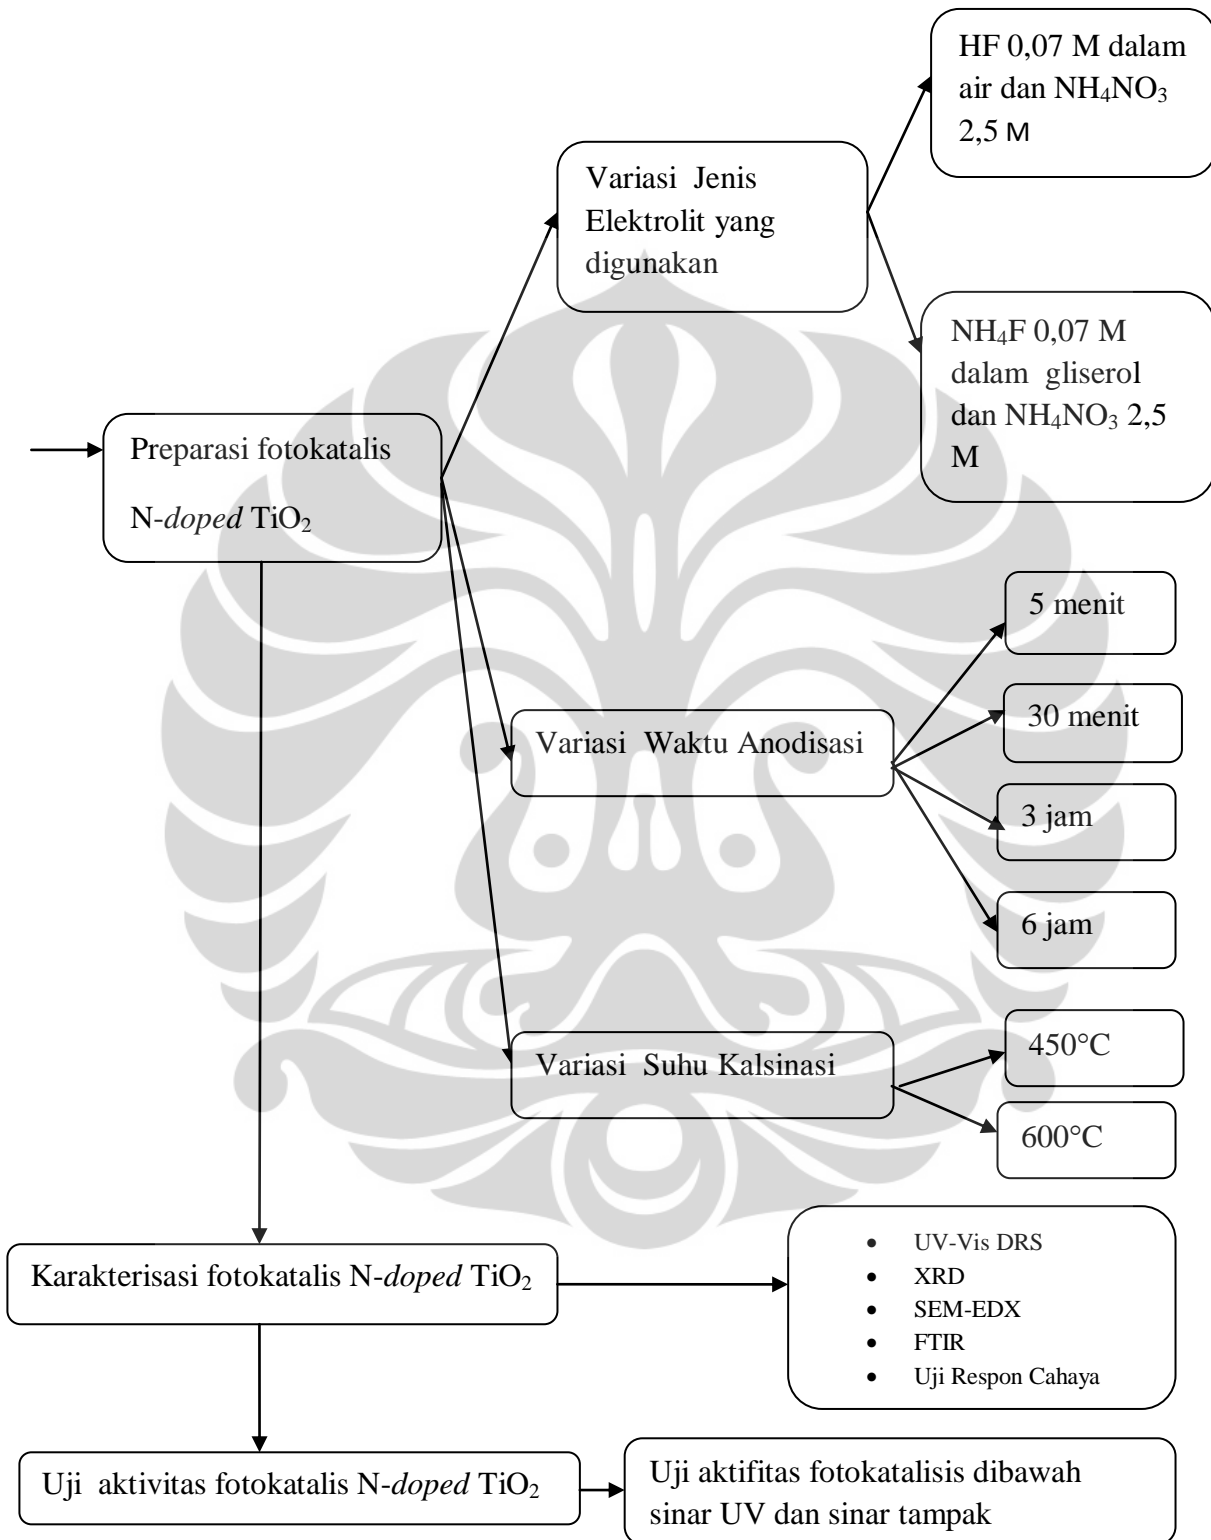 HF 0,07 M dalam
air dan NH₄NO₃
2,5 M
Variasi Jenis
Elektrolit yang
digunakan
NH₄F 0,07 M
dalam gliserol
dan NH₄NO₃ 2,5
M
Preparasi fotokatalis
N-doped TiO₂
5 menit
30 menit
Variasi Waktu Anodisasi
3 jam
6 jam
450°C
Variasi Suhu Kalsinasi
600°C
Karakterisasi fotokatalis N-doped TiO₂
• UV-Vis DRS
• XRD
• SEM-EDX
• FTIR
• Uji Respon Cahaya
Uji aktivitas fotokatalis N-doped TiO₂
Uji aktifitas fotokatalisis dibawah
sinar UV dan sinar tampak